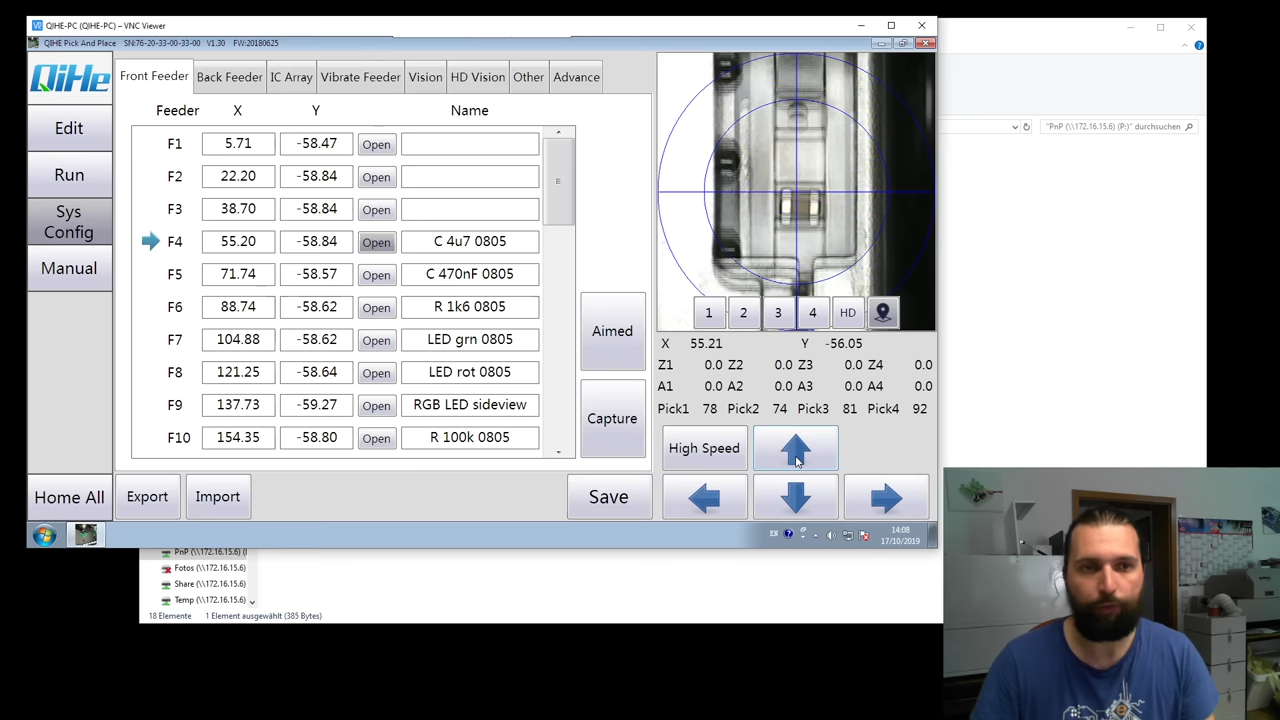 QIHE-PC (QIHE-PC) – VNC Viewer
QIHE Pick And Place SN:76-20-33-00-33-00 V1.30 FW:20180625
QiHe
Edit
Run
Sys Config
Manual
Home All
Front Feeder Back Feeder IC Array Vibrate Feeder Vision HD Vision Other Advance
Feeder X Y Name
F1 5.71 -58.47 Open
F2 22.20 -58.84 Open
F3 38.70 -58.84 Open
F4 55.20 -58.84 Open C 4u7 0805
F5 71.74 -58.57 Open C 470nF 0805
F6 88.74 -58.62 Open R 1k6 0805
F7 104.88 -58.62 Open LED grn 0805
F8 121.25 -58.64 Open LED rot 0805
F9 137.73 -59.27 Open RGB LED sideview
F10 154.35 -58.80 Open R 100k 0805
Aimed
Capture
Export Import Save
1 2 3 4 HD
X 55.21 Y -56.05
Z1 0.0 Z2 0.0 Z3 0.0 Z4 0.0
A1 0.0 A2 0.0 A3 0.0 A4 0.0
Pick1 78 Pick2 74 Pick3 81 Pick4 92
High Speed
EN
14:08
17/10/2019
"PnP (\\172.16.15.6) (P:)" durchsuchen
PnP (\\172.16.15.6) (I
Fotos (\\172.16.15.6)
Share (\\172.16.15.6)
Temp (\\172.16.15.6)
18 Elemente 1 Element ausgewählt (385 Bytes)